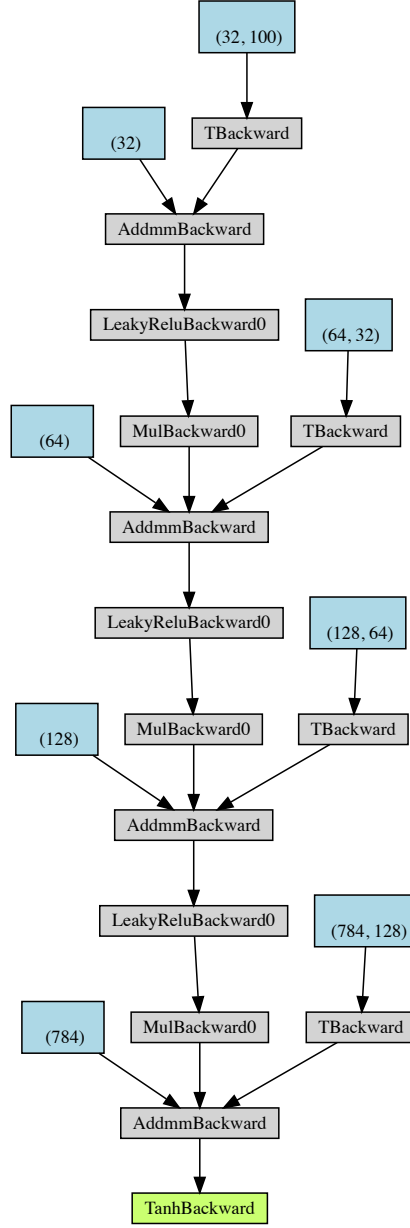 (32, 100)
(32)
TBackward
AddmmBackward
LeakyReluBackward0
(64, 32)
(64)
MulBackward0
TBackward
AddmmBackward
LeakyReluBackward0
(128, 64)
(128)
MulBackward0
TBackward
AddmmBackward
LeakyReluBackward0
(784, 128)
(784)
MulBackward0
TBackward
AddmmBackward
TanhBackward